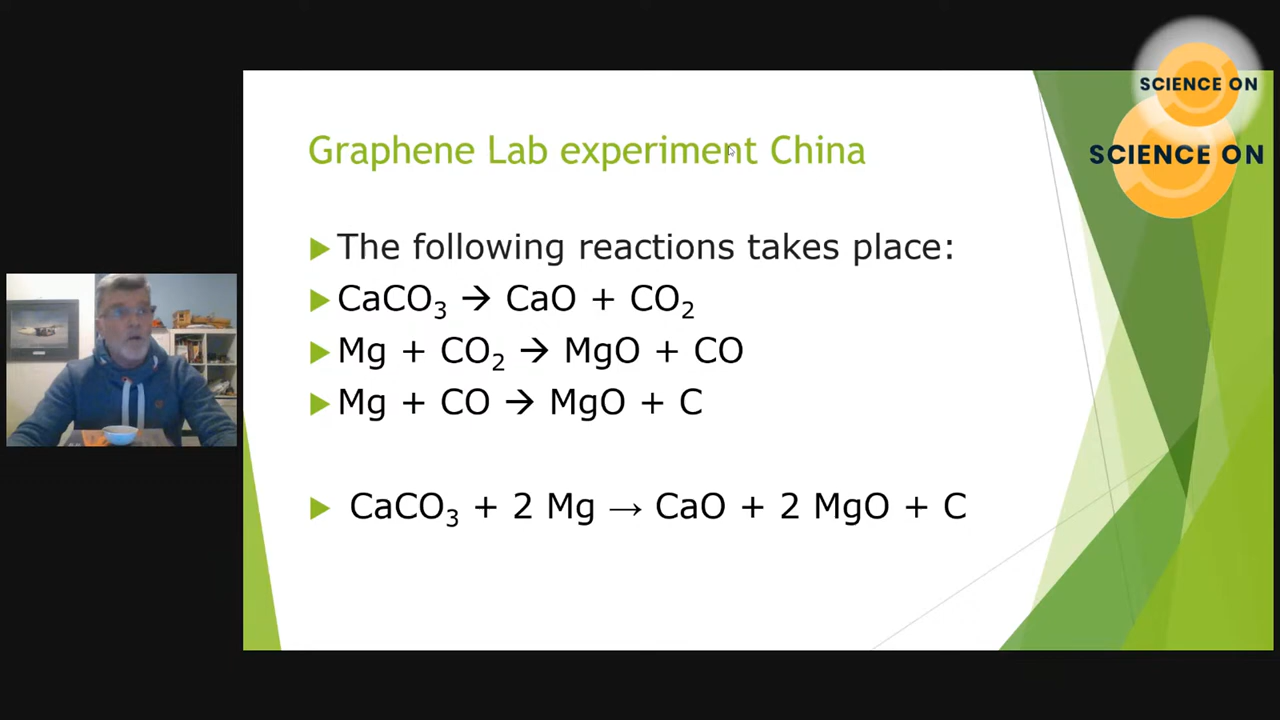 SCIENCE ON
SCIENCE ON
Graphene Lab experiment China
The following reactions takes place:
CaCO₃ → CaO + CO₂
Mg + CO₂ → MgO + CO
Mg + CO → MgO + C
CaCO₃ + 2 Mg → CaO + 2 MgO + C